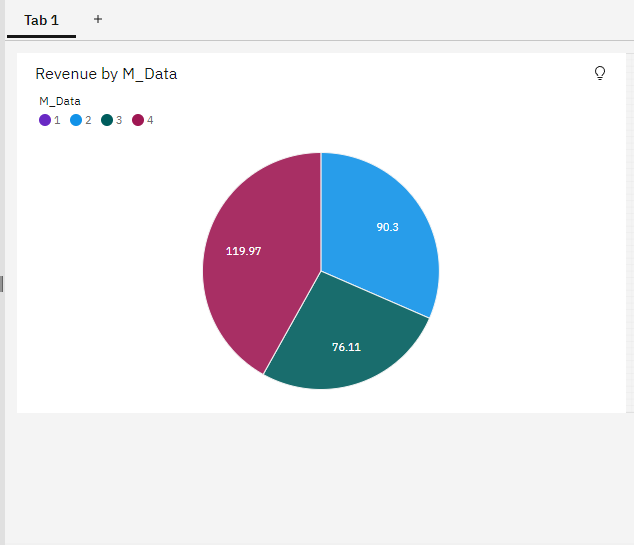 Tab 1 +
Revenue by M_Data
M_Data
1 2 3 4
90.3
119.97
76.11